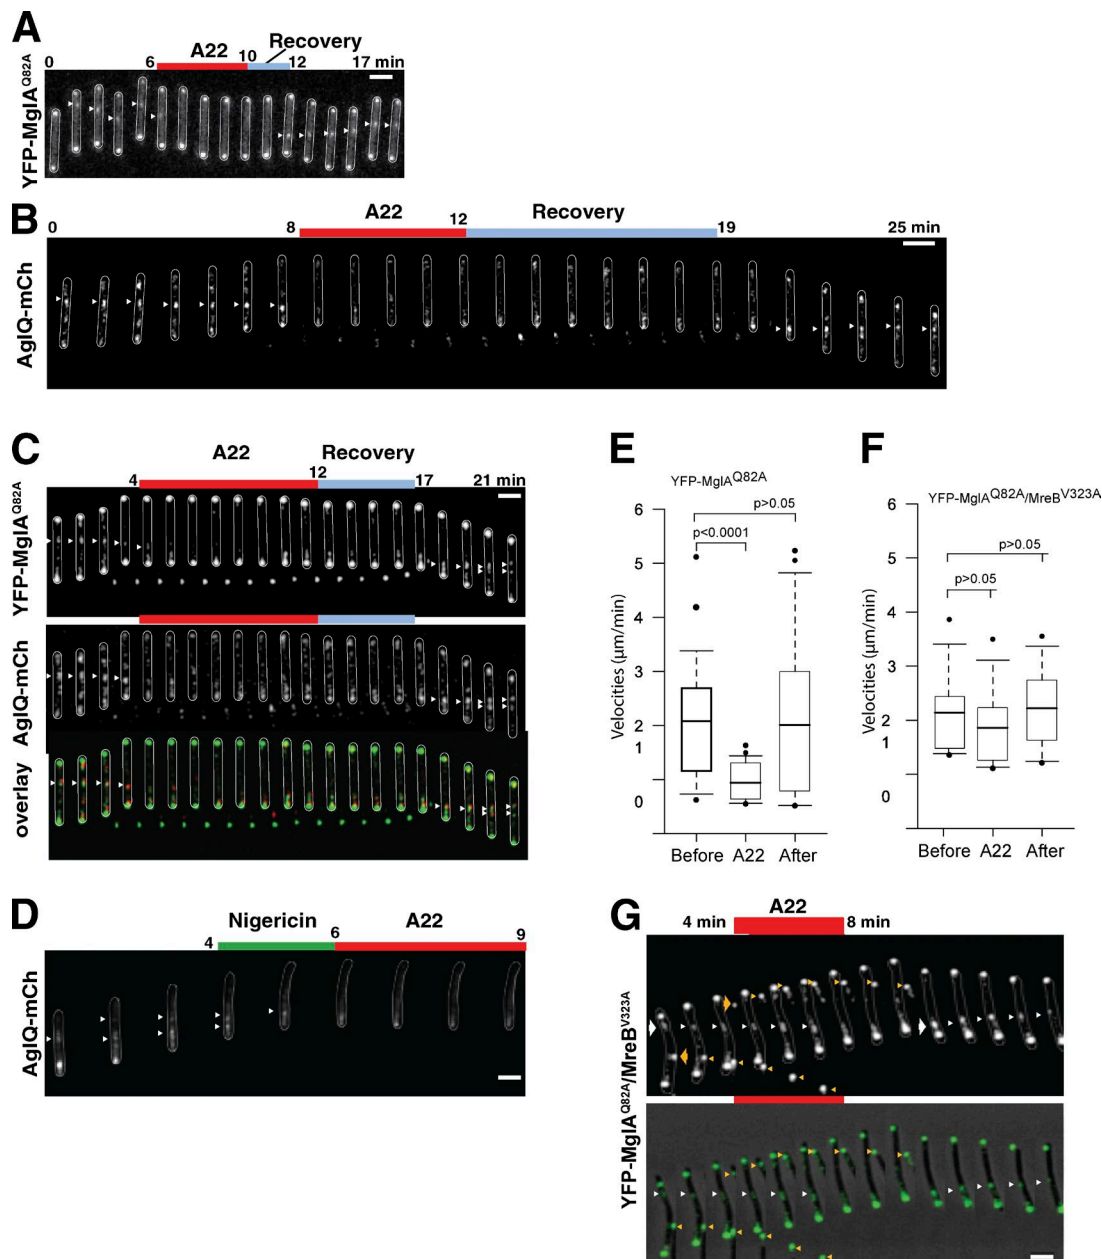 A
Recovery
A22
0 6 10 12 17 min
YFP-MglA^Q82A
B
A22 Recovery
0 8 12 19 25 min
AglQ-mCh
C
A22 Recovery
4 12 17 21 min
YFP-MglA^Q82A
AglQ-mCh
overlay
E
YFP-MglA^Q82A
p>0.05
p<0.0001
Velocities (µm/min)
6
5
4
3
2
1
0
Before A22 After
F
YFP-MglA^Q82A/MreB^V323A
p>0.05
p>0.05
Velocities (µm/min)
6
5
4
3
2
1
0
Before A22 After
D
Nigericin A22
4 6 9
AglQ-mCh
G
A22
4 min 8 min
YFP-MglA^Q82A/MreB^V323A